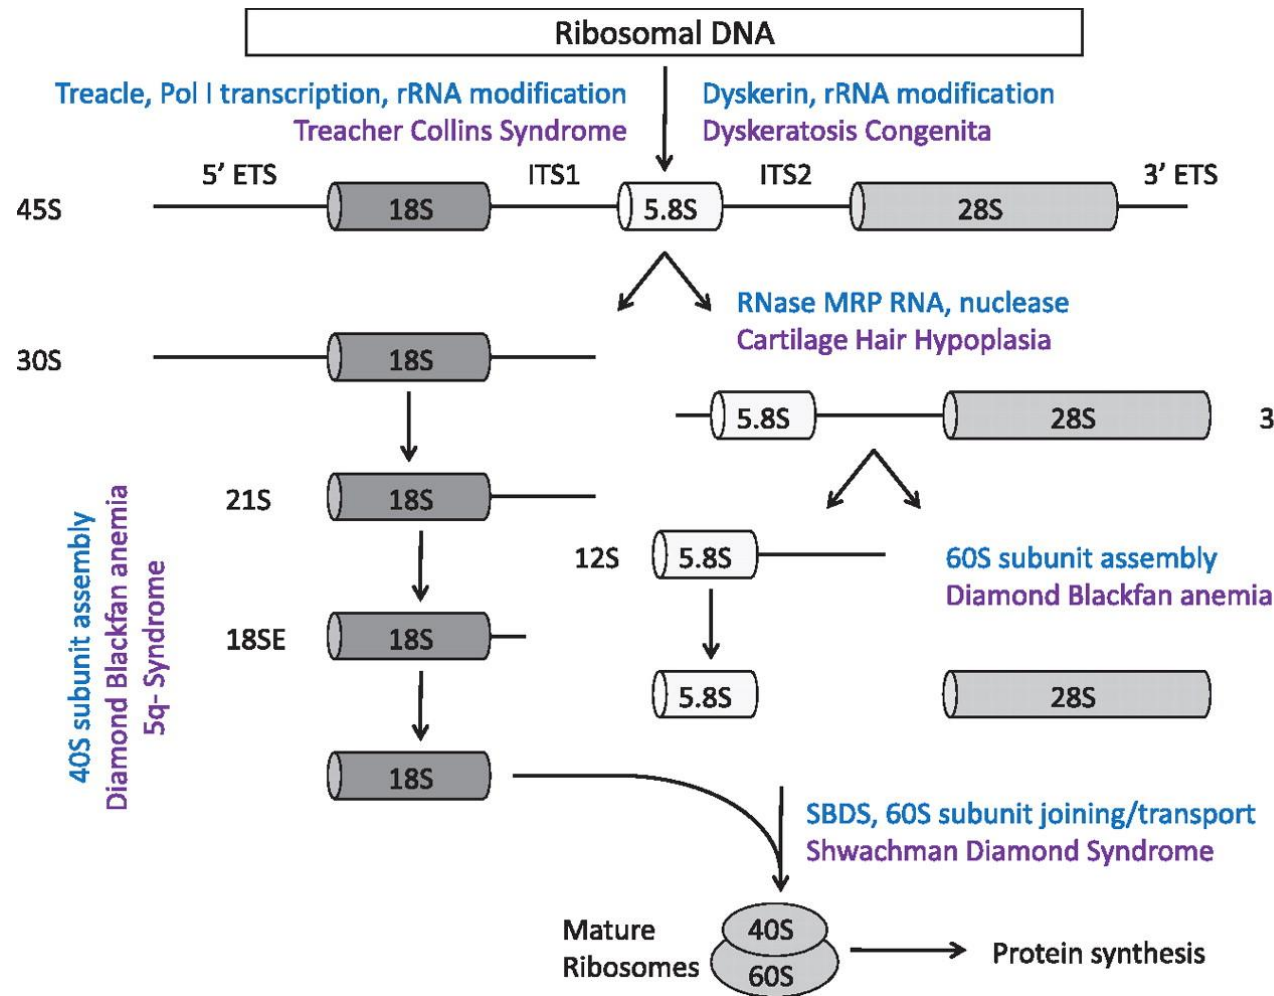 Ribosomal DNA
Treacle, Pol I transcription, rRNA modification
Treacher Collins Syndrome
Dyskerin, rRNA modification
Dyskeratosis Congenita
5’ ETS
ITS1
ITS2
3’ ETS
45S
18S
5.8S
28S
RNase MRP RNA, nuclease
Cartilage Hair Hypoplasia
30S
18S
5.8S
28S
3
21S
18S
12S
5.8S
60S subunit assembly
Diamond Blackfan anemia
40S subunit assembly
Diamond Blackfan anemia
5q- Syndrome
18SE
18S
5.8S
28S
18S
SBDS, 60S subunit joining/transport
Shwachman Diamond Syndrome
Mature
Ribosomes
40S
60S
Protein synthesis